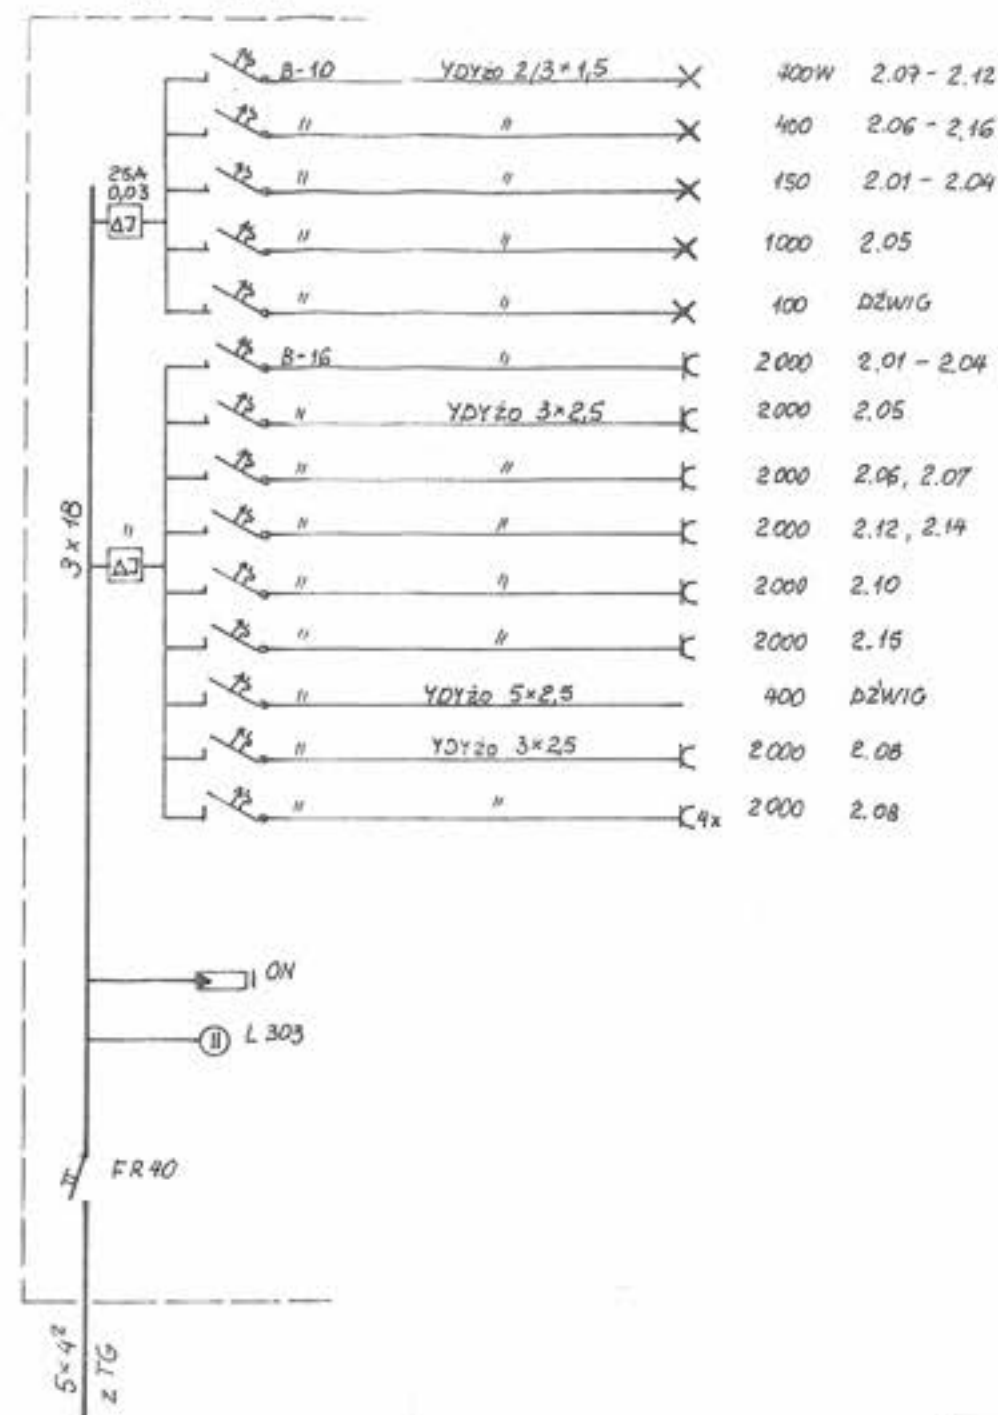 B-10 YDYżo 2/3×1,5 400W 2.07 - 2.12
" " 400 2.06 - 2.16
" " 150 2.01 - 2.04
25A
0,03
ΔJ
" " 1000 2.05
" " 100 DŹWIG
B-16 " 2000 2.01 - 2.04
" YDYżo 3×2,5 2000 2.05
" " 2000 2.06, 2.07
3×18
" " 2000 2.12, 2.14
"
ΔJ
" " 2000 2.10
" " 2000 2.15
" YDYżo 5×2,5 400 DŹWIG
" YDYżo 3×2,5 2000 2.08
" " 4x 2000 2.08
ON
L 303
FR 40
5×4²
z TG